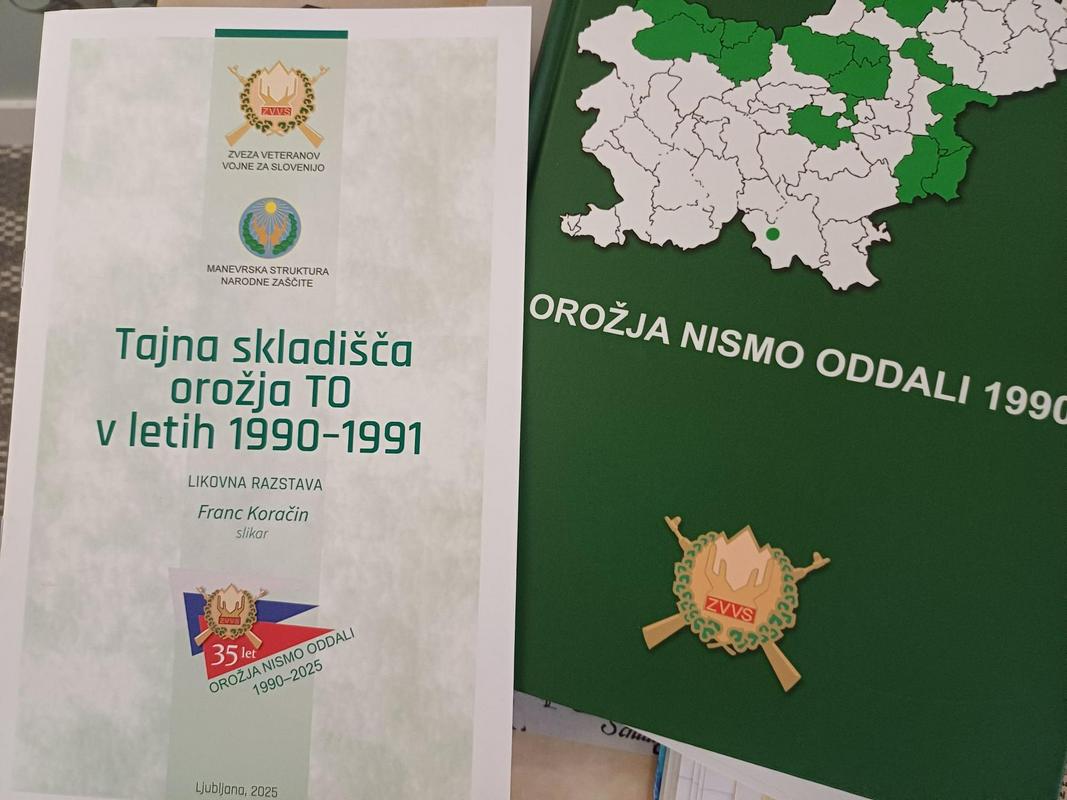 ZVVS
ZVEZA VETERANOV
VOJNE ZA SLOVENIJO
MANEVRSKA STRUKTURA
NARODNE ZAŠČITE
Tajna skladišča
orožja TO
v letih 1990–1991
LIKOVNA RAZSTAVA
Franc Koračin
slikar
ZVVS
35 let
OROŽJA NISMO ODDALI
1990–2025
Ljubljana, 2025
OROŽJA NISMO ODDALI 1990
ZVVS